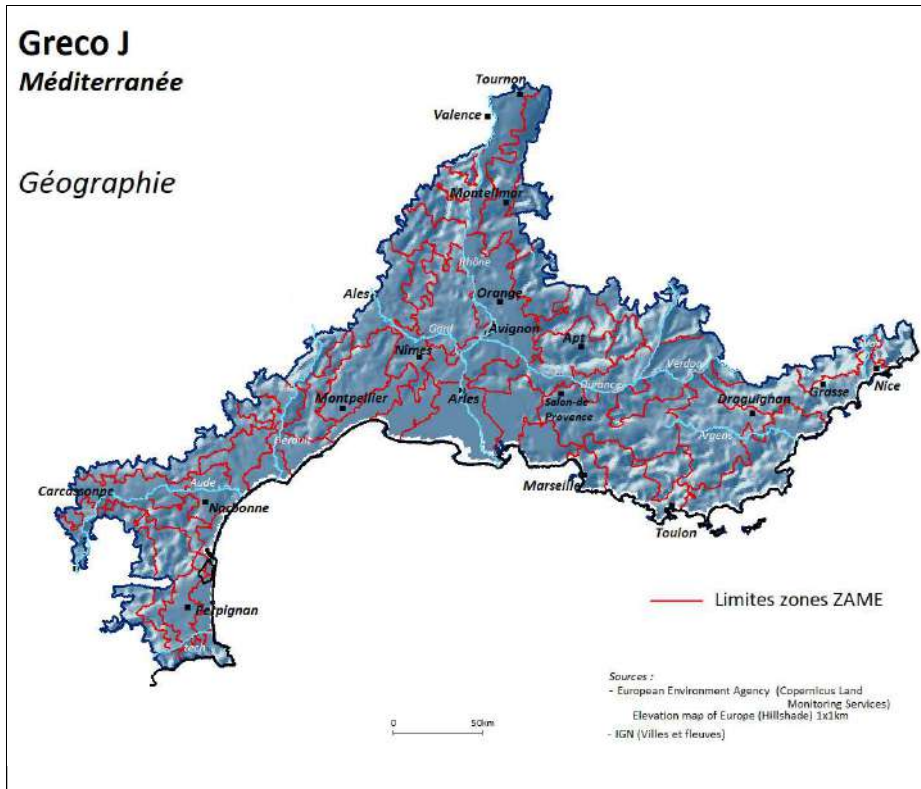 Greco J
Méditerranée
Géographie
Tournon
Valence
Montelimar
Rhône
Ales
Orange
Gard
Avignon
Nîmes
Apt
Verdon
Durance
Montpellier
Arles
Salon-de
Provence
Draguignan
Grasse
Nice
Argens
Hérault
Marseille
Carcassonne
Aude
Narbonne
Toulon
Perpignan
Tech
Limites zones ZAME
Sources :
- European Environment Agency (Copernicus Land
Monitoring Services)
Elevation map of Europe (Hillshade) 1x1km
- IGN (Villes et fleuves)
0 50km